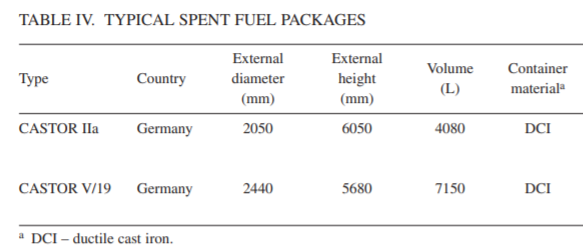 TABLE IV. TYPICAL SPENT FUEL PACKAGES
Type Country External diameter (mm) External height (mm) Volume (L) Container materialᵃ
CASTOR IIa Germany 2050 6050 4080 DCI
CASTOR V/19 Germany 2440 5680 7150 DCI
ᵃ DCI – ductile cast iron.